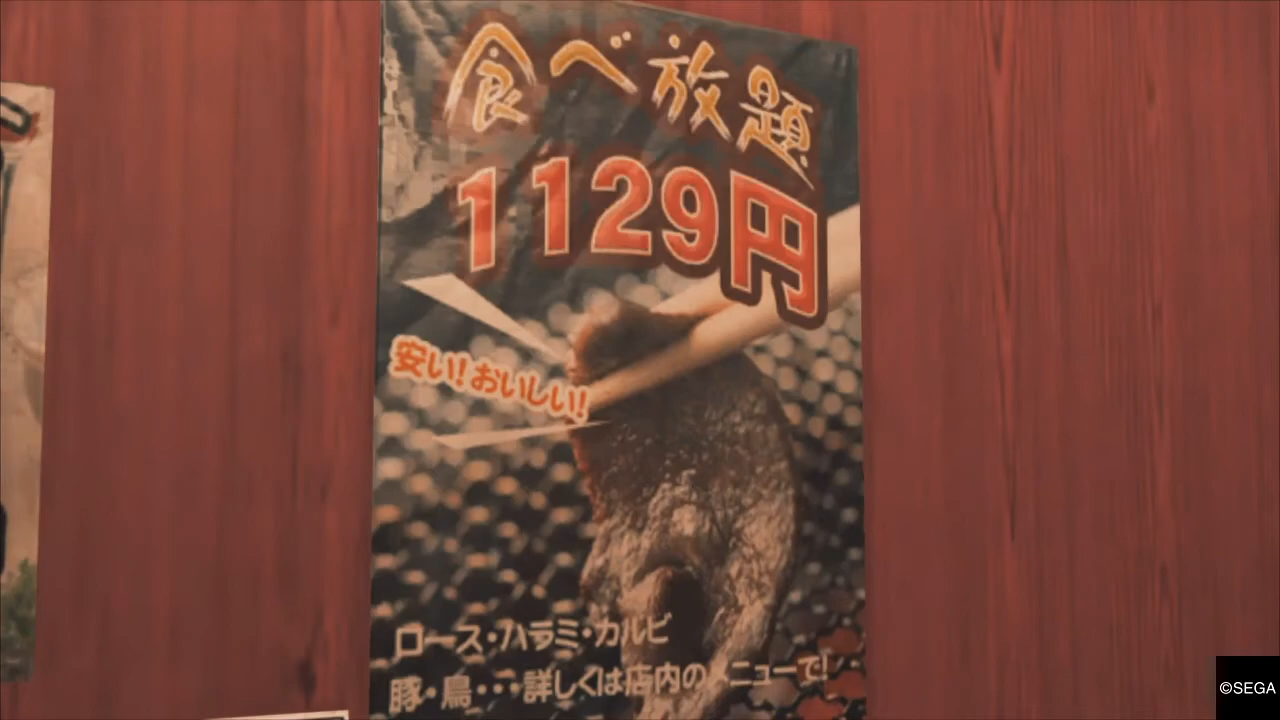 食べ放題
1129円
安い!おいしい!
ロース・ハラミ・カルビ
豚・鳥・・・詳しくは店内のメニューで!
©SEGA